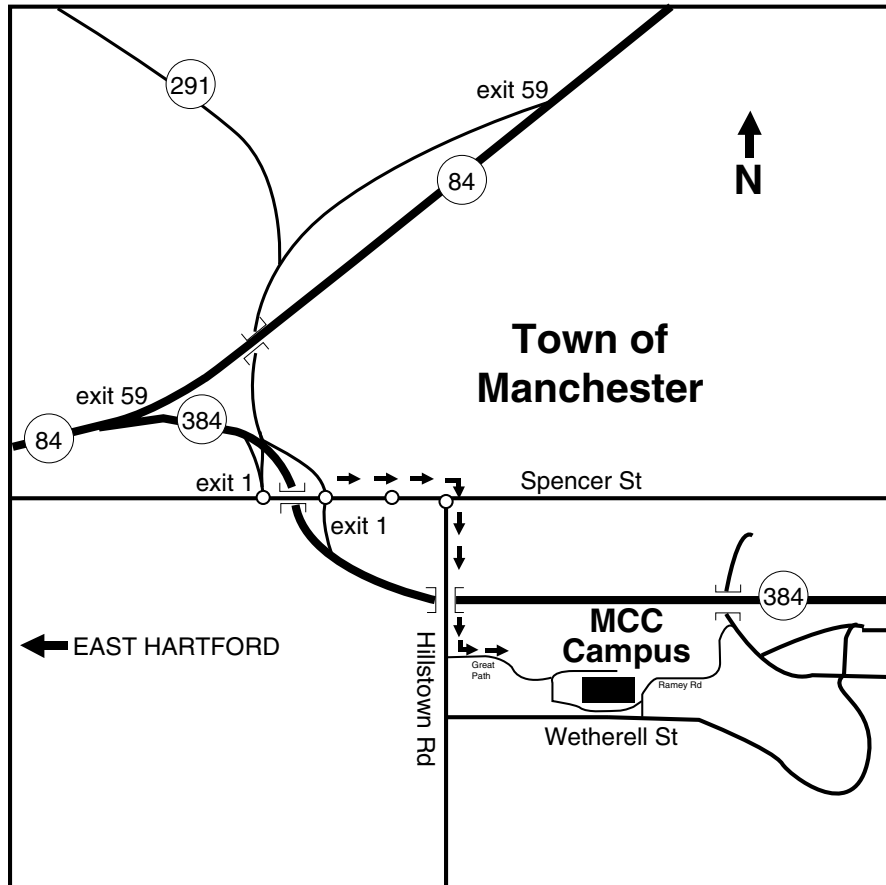 291
exit 59
84
N
Town of
Manchester
exit 59
384
84
exit 1
Spencer St
exit 1
384
MCC
Campus
EAST HARTFORD
Hillstown Rd
Great
Path
Ramey Rd
Wetherell St